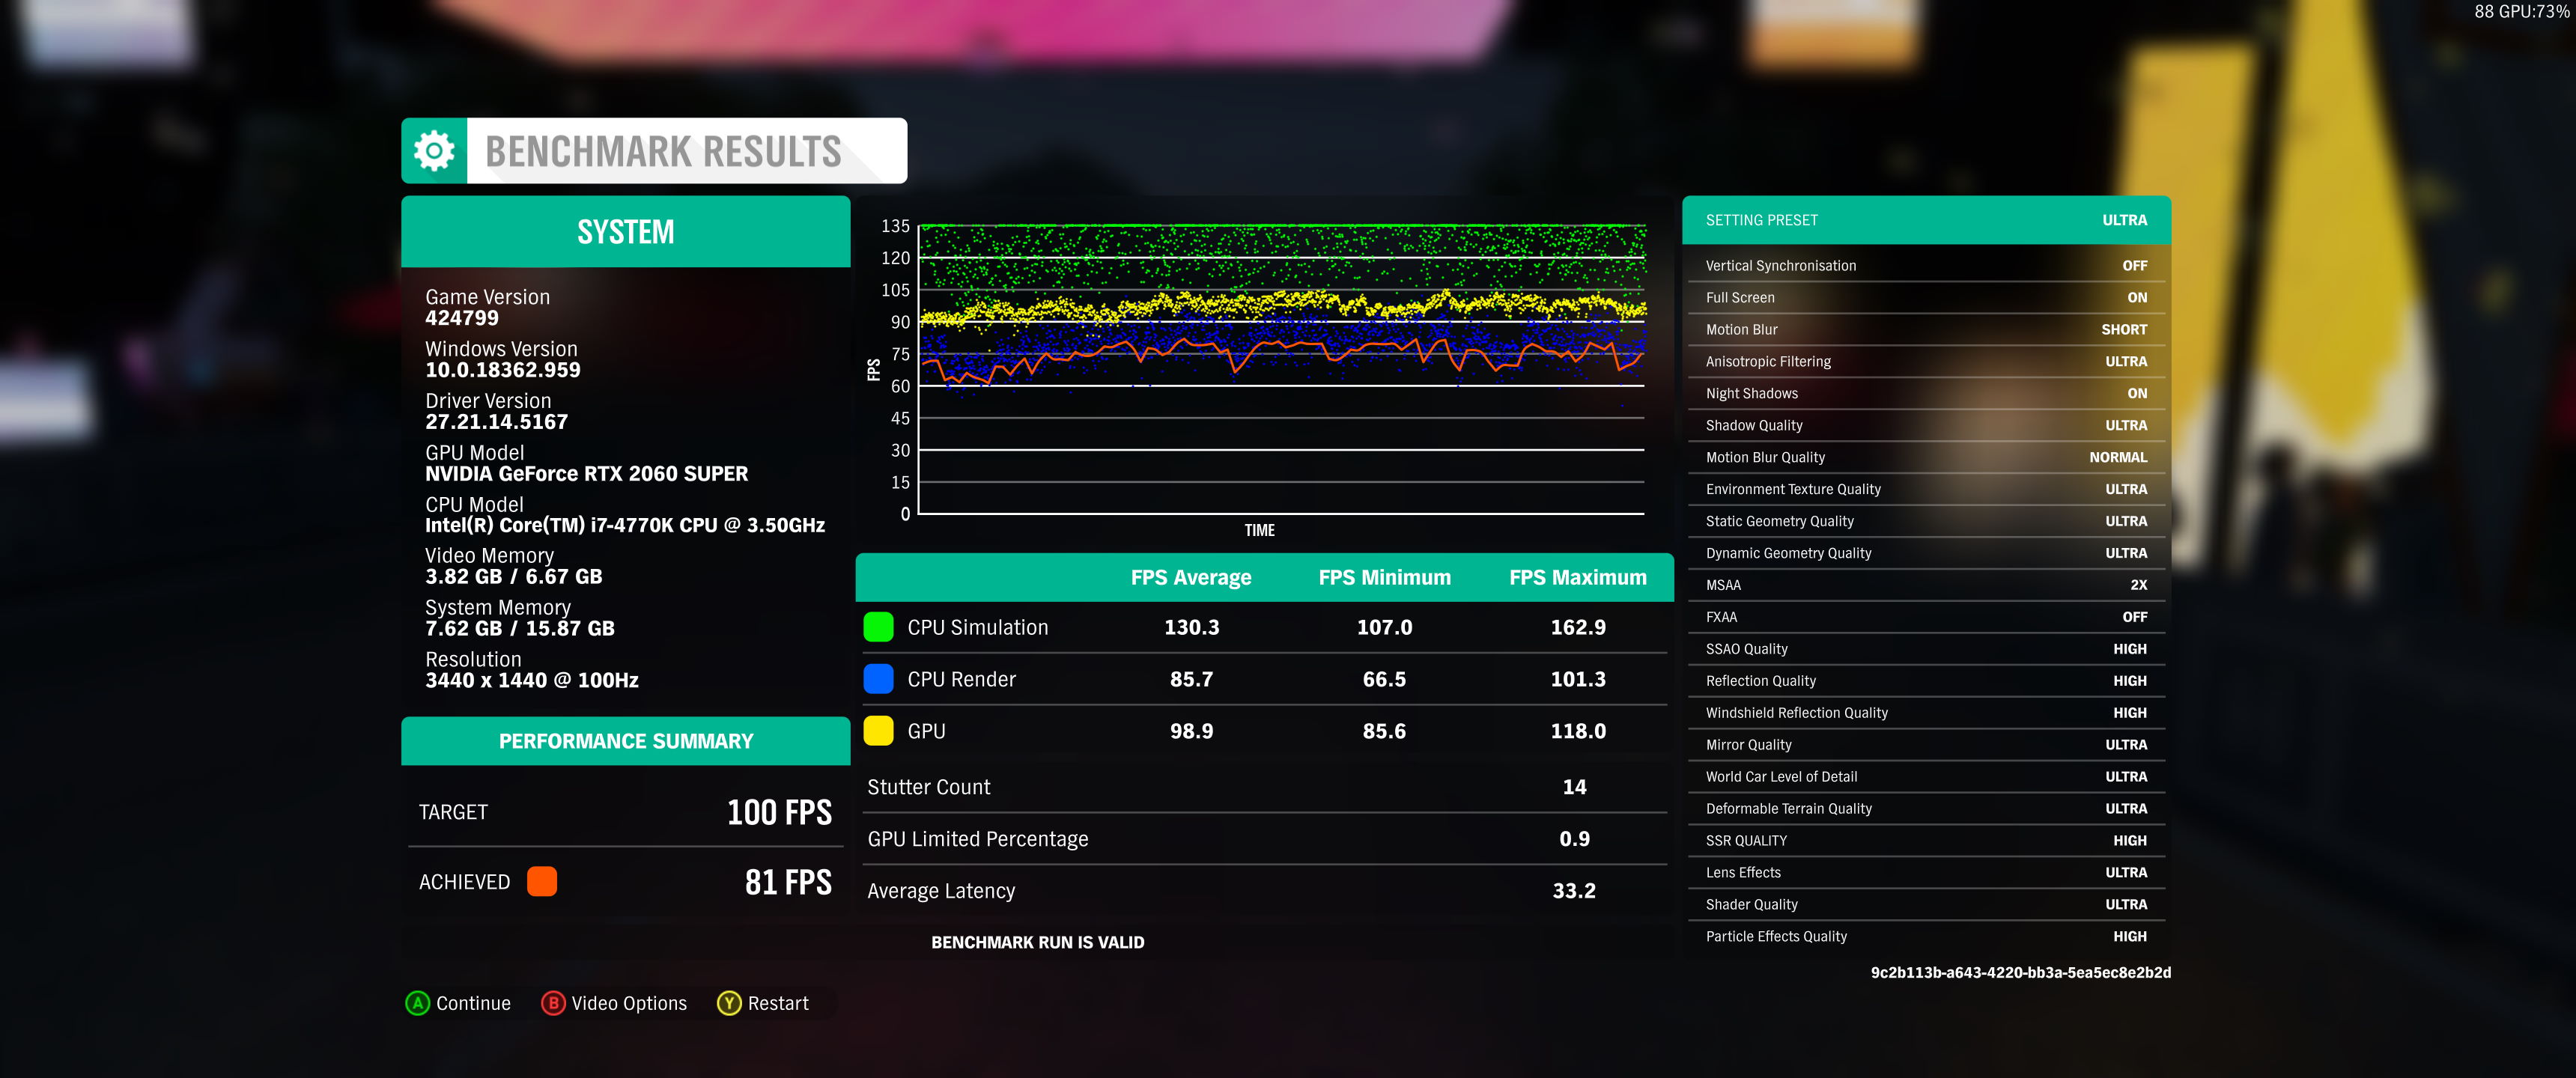 88 GPU:73%
BENCHMARK RESULTS
SYSTEM
Game Version
424799
Windows Version
10.0.18362.959
Driver Version
27.21.14.5167
GPU Model
NVIDIA GeForce RTX 2060 SUPER
CPU Model
Intel(R) Core(TM) i7-4770K CPU @ 3.50GHz
Video Memory
3.82 GB / 6.67 GB
System Memory
7.62 GB / 15.87 GB
Resolution
3440 x 1440 @ 100Hz
PERFORMANCE SUMMARY
TARGET 100 FPS
ACHIEVED 81 FPS
135
120
105
90
75
60
45
30
15
0
FPS
TIME
FPS Average FPS Minimum FPS Maximum
CPU Simulation 130.3 107.0 162.9
CPU Render 85.7 66.5 101.3
GPU 98.9 85.6 118.0
Stutter Count 14
GPU Limited Percentage 0.9
Average Latency 33.2
BENCHMARK RUN IS VALID
SETTING PRESET ULTRA
Vertical Synchronisation OFF
Full Screen ON
Motion Blur SHORT
Anisotropic Filtering ULTRA
Night Shadows ON
Shadow Quality ULTRA
Motion Blur Quality NORMAL
Environment Texture Quality ULTRA
Static Geometry Quality ULTRA
Dynamic Geometry Quality ULTRA
MSAA 2X
FXAA OFF
SSAO Quality HIGH
Reflection Quality HIGH
Windshield Reflection Quality HIGH
Mirror Quality ULTRA
World Car Level of Detail ULTRA
Deformable Terrain Quality ULTRA
SSR QUALITY HIGH
Lens Effects ULTRA
Shader Quality ULTRA
Particle Effects Quality HIGH
9c2b113b-a643-4220-bb3a-5ea5ec8e2b2d
A Continue B Video Options Y Restart